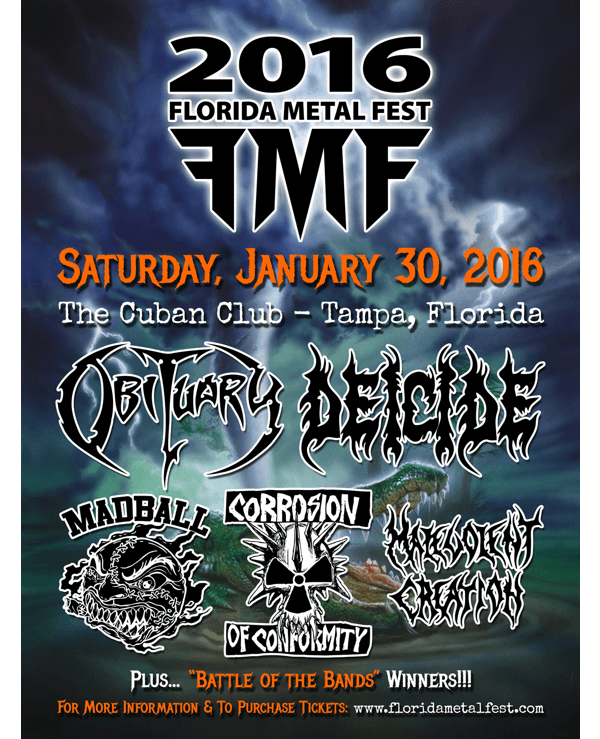 2016
FLORIDA METAL FEST
FMF
SATURDAY, JANUARY 30, 2016
The Cuban Club - Tampa, Florida
OBITUARY DEICIDE
MADBALL
CORROSION
OF CONFORMITY
MALEVOLENT
CREATION
PLUS... "BATTLE OF THE BANDS" WINNERS!!!
FOR MORE INFORMATION & TO PURCHASE TICKETS: www.floridametalfest.com